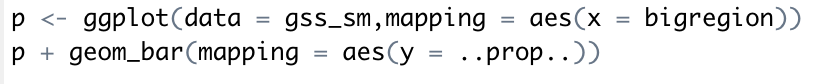 p <- ggplot(data = gss_sm,mapping = aes(x = bigregion))
p + geom_bar(mapping = aes(y = ..prop..))